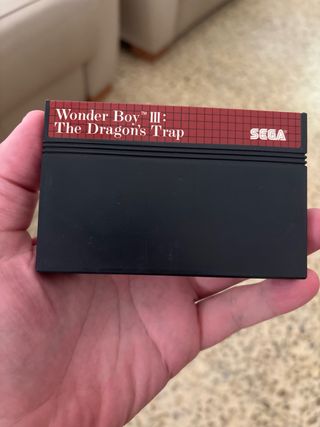 Wonder Boy™ III:
The Dragon's Trap
SEGA